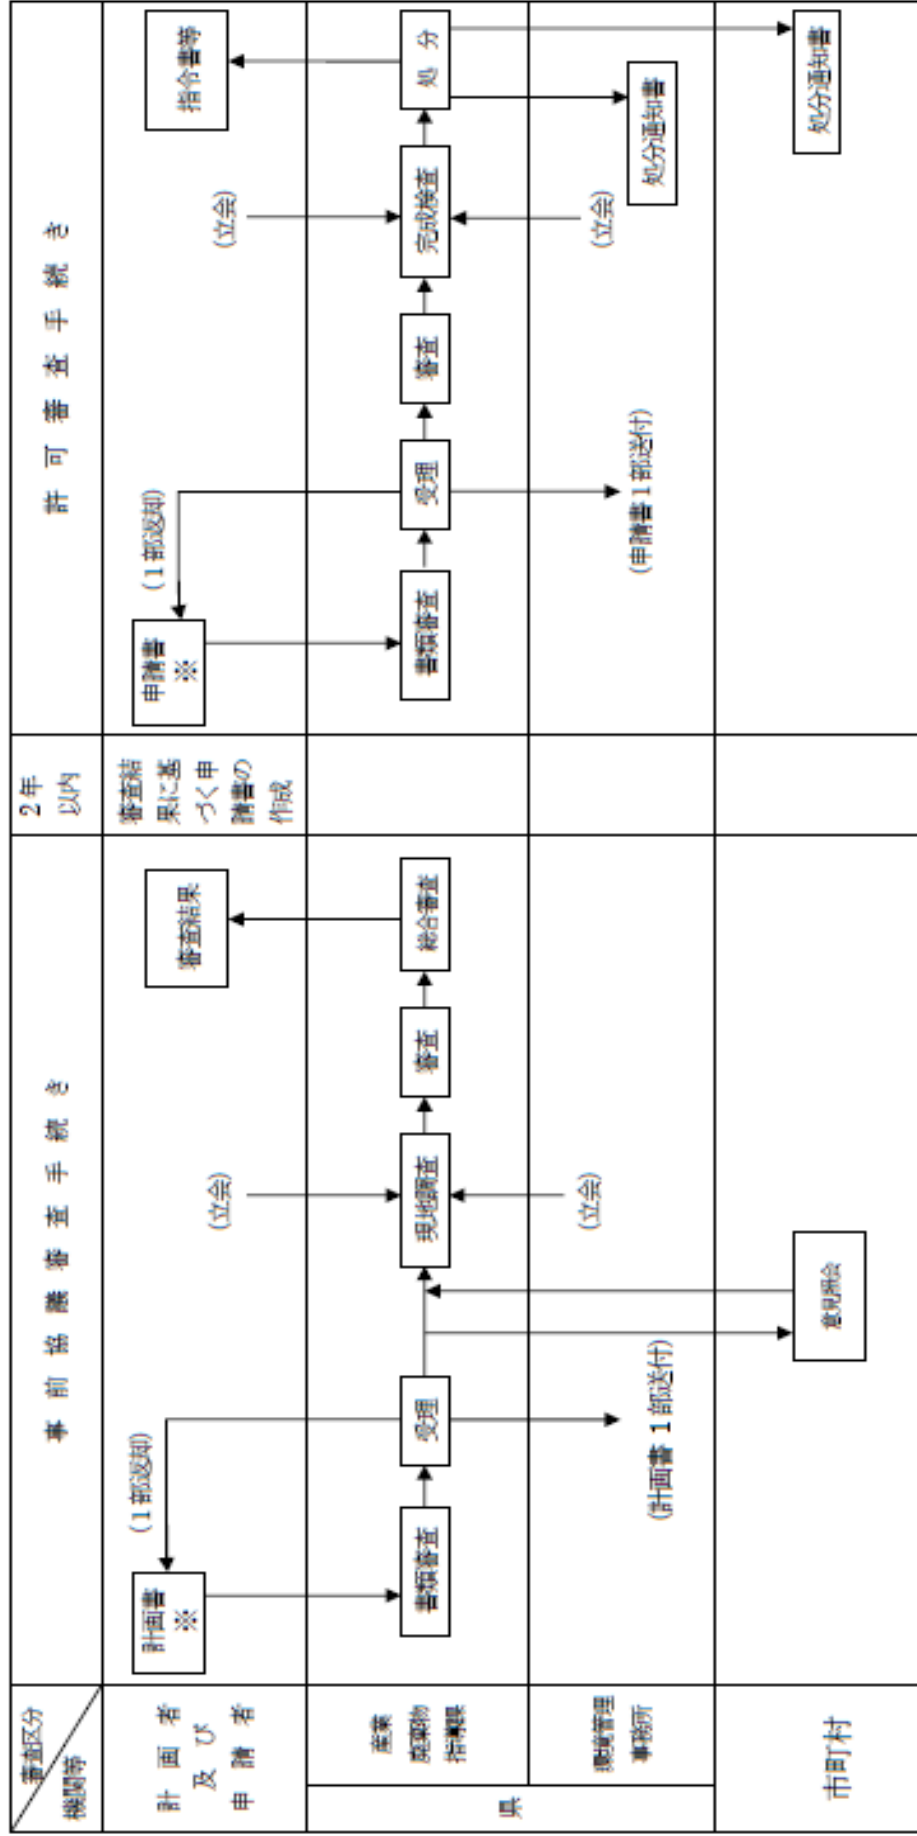 審査区分
機関等
事前協議審査手続き
2年
以内
許可審査手続き
計画者
及び
申請者
計画書
※
(1部返却)
(立会)
審査結果
審査結
果に基
づく申
請書の
作成
申請書
※
(1部返却)
(立会)
指令書等
県
産業
廃棄物
指導課
書類審査
受理
現地調査
審査
総合審査
書類審査
受理
審査
完成検査
処分
環境管理
事務所
(計画書1部送付)
(立会)
(申請書1部送付)
(立会)
処分通知書
市町村
意見照会
処分通知書